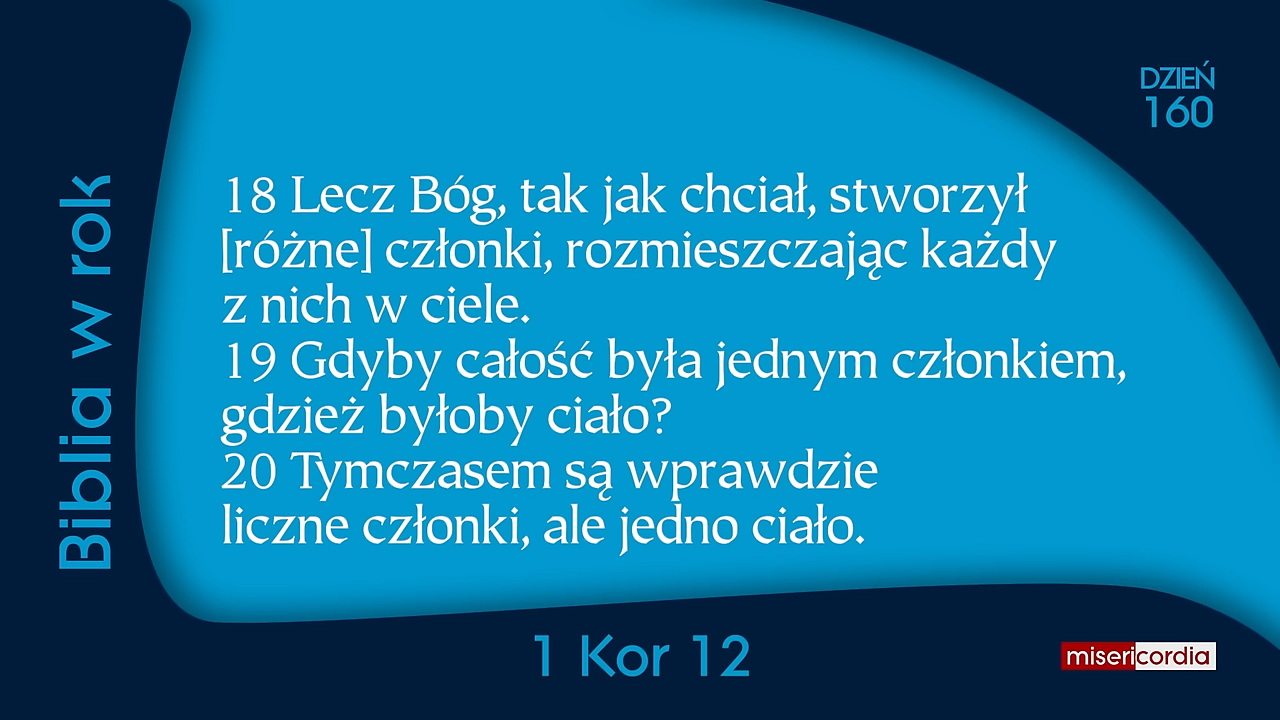 DZIEŃ
160
Biblia w rok
18 Lecz Bóg, tak jak chciał, stworzył
[różne] członki, rozmieszczając każdy
z nich w ciele.
19 Gdyby całość była jednym członkiem,
gdzież byłoby ciało?
20 Tymczasem są wprawdzie
liczne członki, ale jedno ciało.
1 Kor 12
misericordia